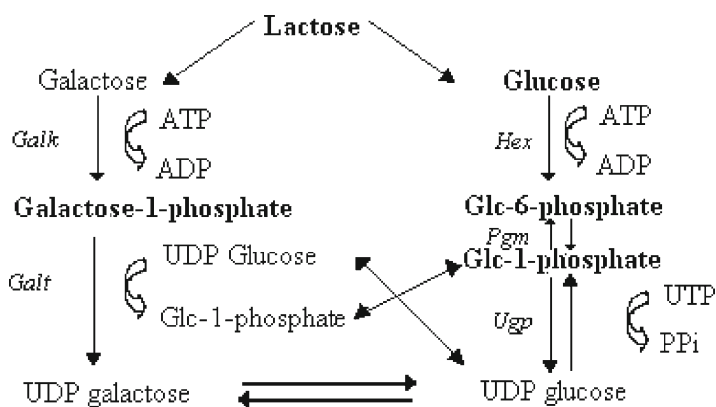 Lactose
Galactose
Glucose
Galk
ATP
ADP
Hex
ATP
ADP
Galactose-1-phosphate
Glc-6-phosphate
Pgm
Glc-1-phosphate
Galt
UDP Glucose
Glc-1-phosphate
Ugp
UTP
PPi
UDP galactose
UDP glucose